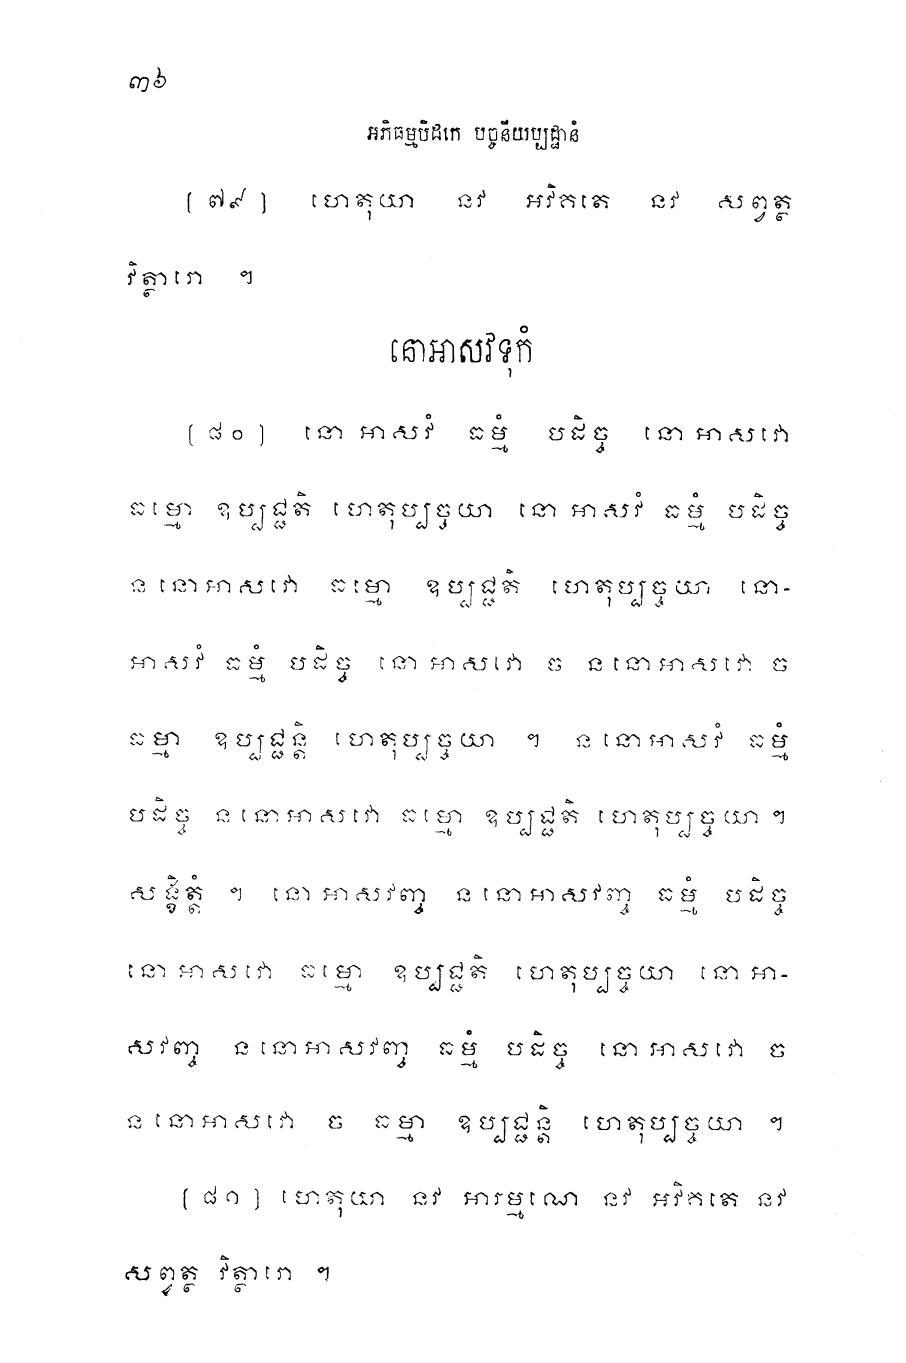 ៣៦
អភិធម្មបិដកេ បច្ចនីយប្បដ្ឋានំ
[៧៩] ហេតុយា នវ អវិគតេ នវ សព្វត្ថ
វិត្ថារោ ។
នោអាសវទុកំ
[៨០] នោអាសវំ ធម្មំ បដិច្ច នោអាសវោ
ធម្មោ ឧប្បជ្ជតិ ហេតុប្បច្ចយា នោអាសវំ ធម្មំ បដិច្ច
ននោអាសវោ ធម្មោ ឧប្បជ្ជតិ ហេតុប្បច្ចយា នោ-
អាសវំ ធម្មំ បដិច្ច នោអាសវោ ច ននោអាសវោ ច
ធម្មា ឧប្បជ្ជន្តិ ហេតុប្បច្ចយា ។ ននោអាសវំ ធម្មំ
បដិច្ច ននោអាសវោ ធម្មោ ឧប្បជ្ជតិ ហេតុប្បច្ចយា ។
សង្ខិត្តំ ។ នោអាសវញ្ច ននោអាសវញ្ច ធម្មំ បដិច្ច
នោអាសវោ ធម្មោ ឧប្បជ្ជតិ ហេតុប្បច្ចយា នោអា-
សវញ្ច ននោអាសវញ្ច ធម្មំ បដិច្ច នោអាសវោ ច
ននោអាសវោ ច ធម្មា ឧប្បជ្ជន្តិ ហេតុប្បច្ចយា ។
[៨១] ហេតុយា នវ អារម្មណេ នវ អវិគតេ នវ
សព្វត្ថ វិត្ថារោ ។